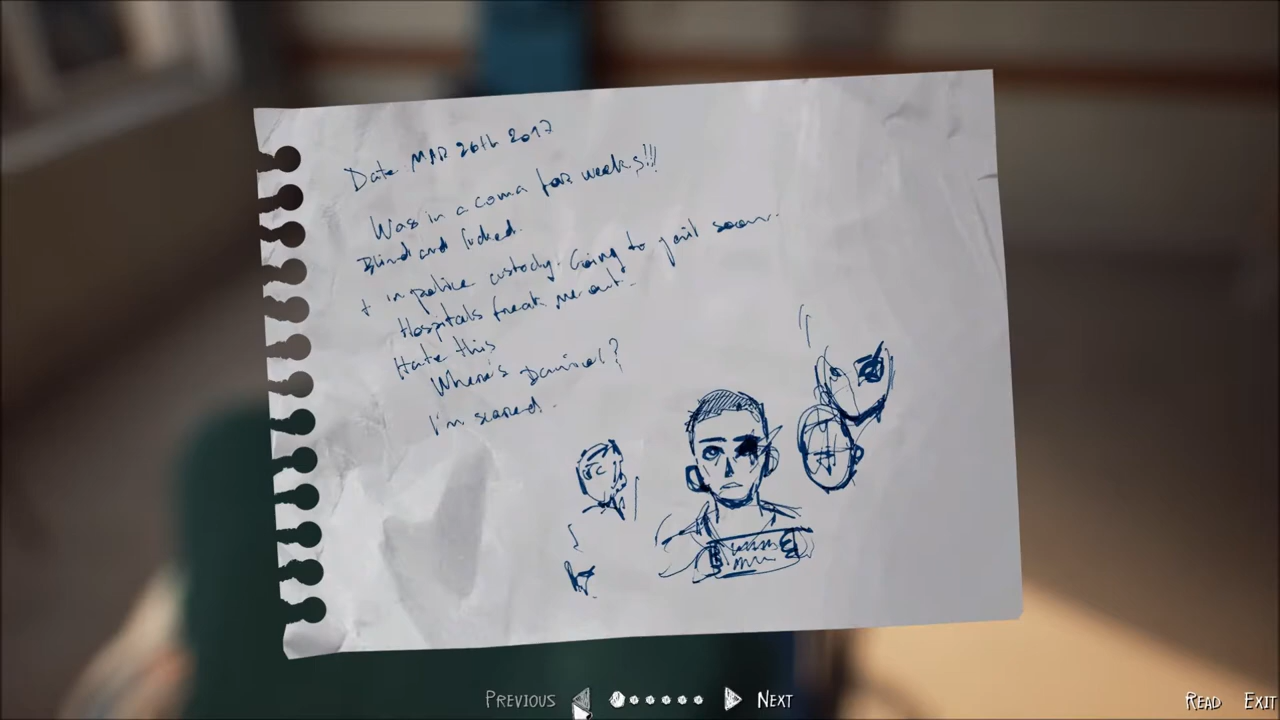 Date MAR 26th 2017
Was in a coma for weeks!!!
Blind and fucked.
+ in police custody. Going to jail soon.
Hospitals freak me out.
Hate this
Where's Daniel?
I'm scared.
PREVIOUS
NEXT
READ
EXIT